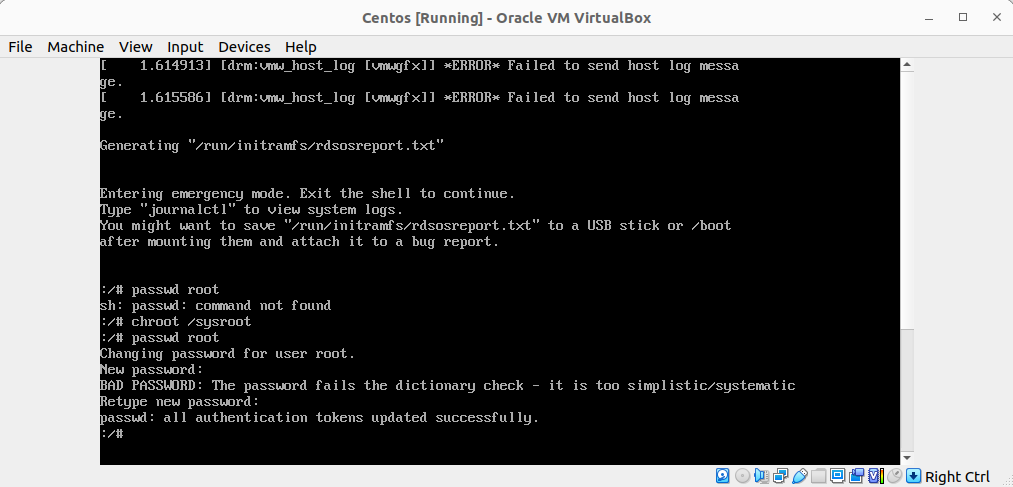 Centos [Running] - Oracle VM VirtualBox
File Machine View Input Devices Help
[    1.614913] [drm:vmw_host_log [vmwgfx]] *ERROR* Failed to send host log messa
ge.
[    1.615586] [drm:vmw_host_log [vmwgfx]] *ERROR* Failed to send host log messa
ge.
Generating "/run/initramfs/rdsosreport.txt"
Entering emergency mode. Exit the shell to continue.
Type "journalctl" to view system logs.
You might want to save "/run/initramfs/rdsosreport.txt" to a USB stick or /boot
after mounting them and attach it to a bug report.
:/# passwd root
sh: passwd: command not found
:/# chroot /sysroot
:/# passwd root
Changing password for user root.
New password:
BAD PASSWORD: The password fails the dictionary check - it is too simplistic/systematic
Retype new password:
passwd: all authentication tokens updated successfully.
:/#
Right Ctrl